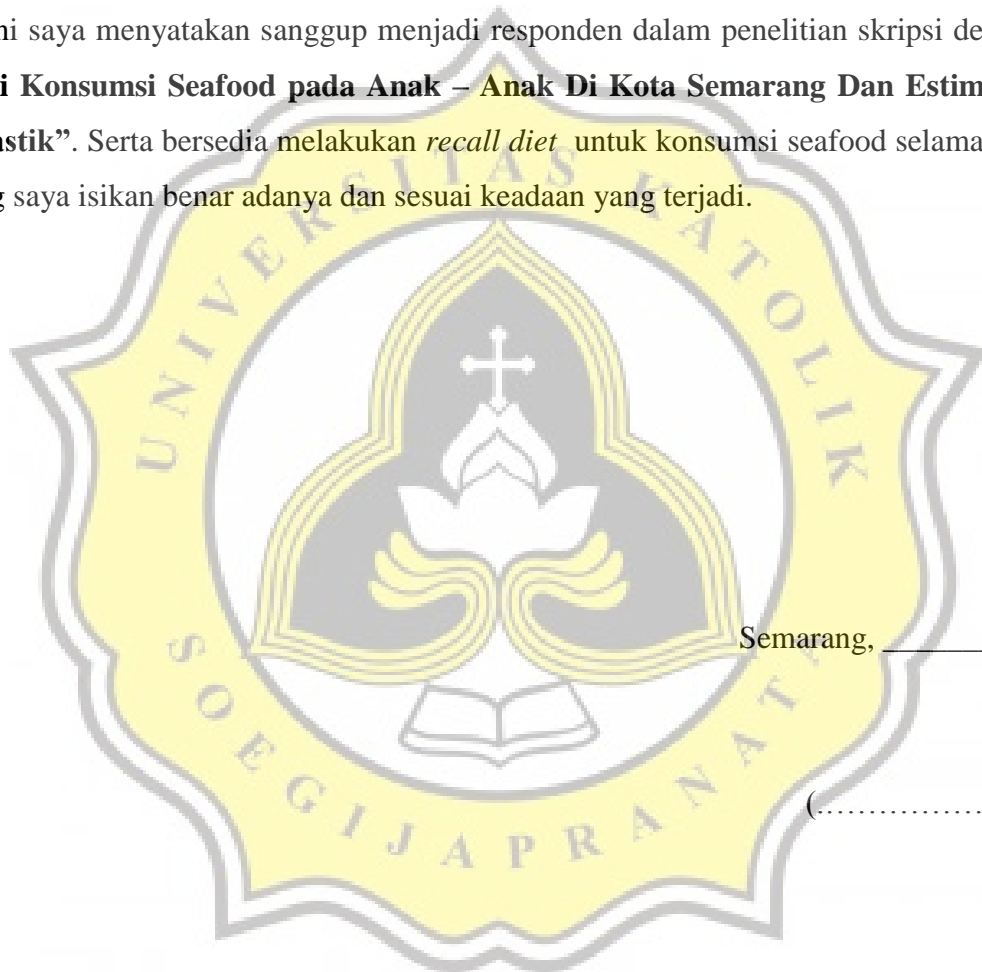 ni saya menyatakan sanggup menjadi responden dalam penelitian skripsi de
i Konsumsi Seafood pada Anak – Anak Di Kota Semarang Dan Estim
astik”. Serta bersedia melakukan recall diet untuk konsumsi seafood selama
g saya isikan benar adanya dan sesuai keadaan yang terjadi.
UNIVERSITAS KATOLIK
SOEGIJAPRANATA
Semarang, _______
(................